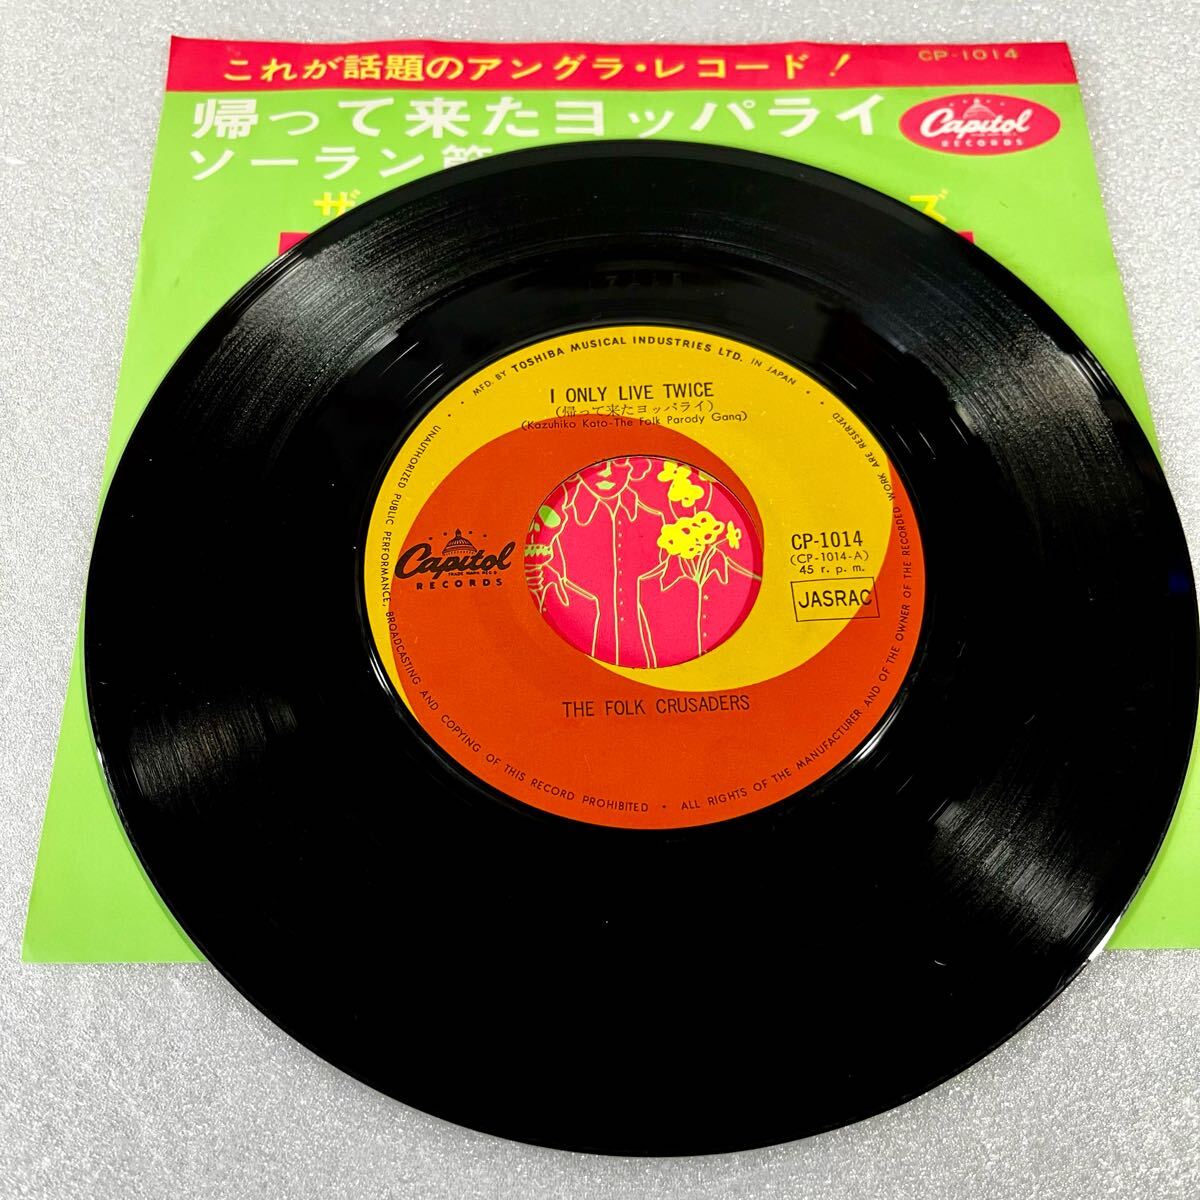 これが話題のアングラ・レコード!
CP-1014
帰って来たヨッパライ
Capitol
RECORDS
ソーラン節
ザ
ズ
MFD. BY TOSHIBA MUSICAL INDUSTRIES LTD. IN JAPAN
I ONLY LIVE TWICE
(帰って来たヨッパライ)
(Kazuhiko Kato-The Folk Parody Gang)
Capitol
TRADE MARK REG.
RECORDS
CP-1014
(CP-1014-A)
45 r. p. m.
JASRAC
THE FOLK CRUSADERS
UNAUTHORIZED PUBLIC PERFORMANCE, BROADCASTING AND COPYING OF THIS RECORD PROHIBITED • ALL RIGHTS OF THE MANUFACTURER AND OF THE OWNER OF THE RECORDED WORK ARE RESERVED